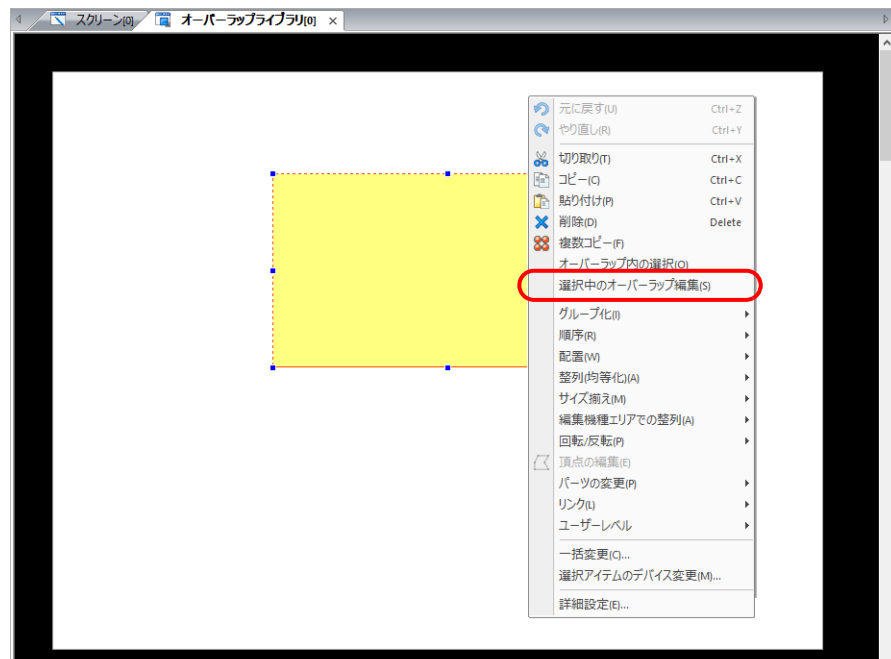 スクリーン[0] オーバーラップライブラリ[0] ×
元に戻す(U) Ctrl+Z
やり直し(R) Ctrl+Y
切り取り(T) Ctrl+X
コピー(C) Ctrl+C
貼り付け(P) Ctrl+V
削除(D) Delete
複数コピー(F)
オーバーラップ内の選択(O)
選択中のオーバーラップ編集(S)
グループ化(I)
順序(R)
配置(W)
整列(均等化)(A)
サイズ揃え(M)
編集機種エリアでの整列(A)
回転/反転(P)
頂点の編集(E)
パーツの変更(P)
リンク(L)
ユーザーレベル
一括変更(C)...
選択アイテムのデバイス変更(M)...
詳細設定(E)...